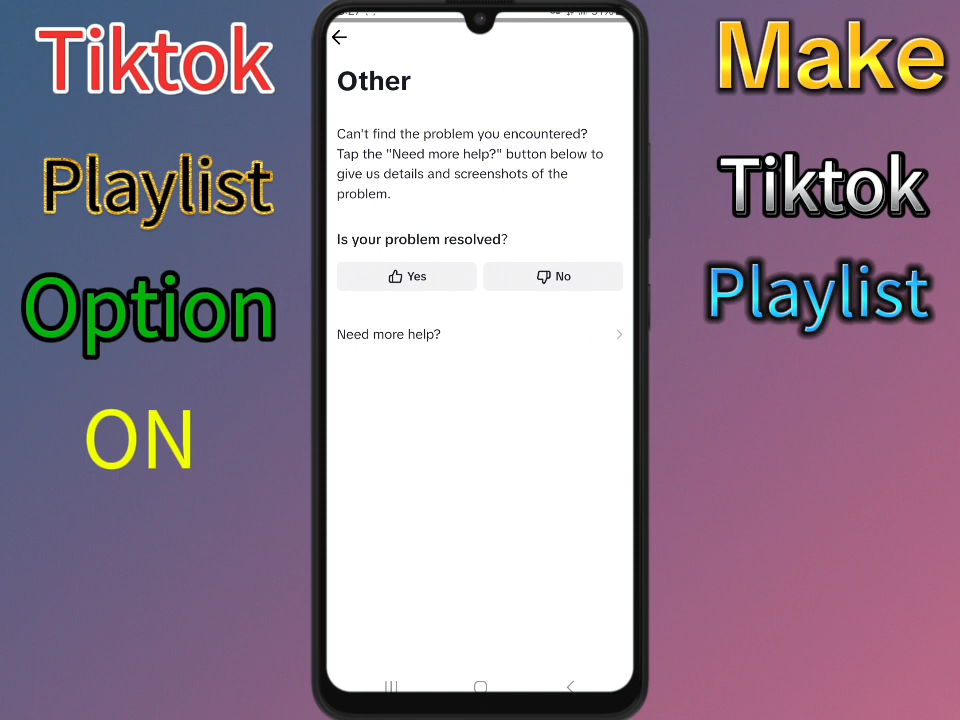 Tiktok
Playlist
Option
ON
Other
Can't find the problem you encountered?
Tap the "Need more help?" button below to
give us details and screenshots of the
problem.
Is your problem resolved?
Yes
No
Need more help?
Make
Tiktok
Playlist